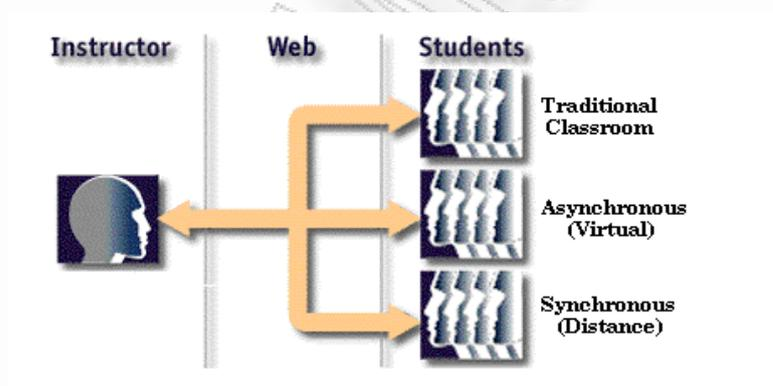 Instructor
Web
Students
Traditional
Classroom
Asynchronous
(Virtual)
Synchronous
(Distance)